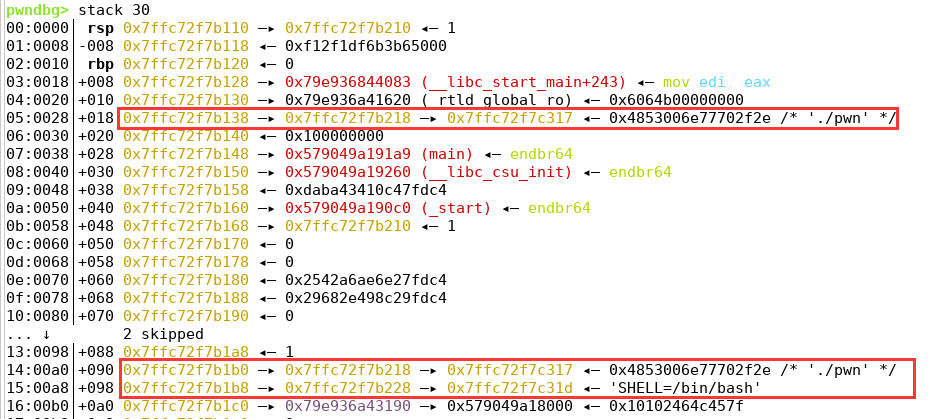 pwndbg> stack 30
00:0000│ rsp 0x7ffc72f7b110 —▸ 0x7ffc72f7b210 ◂— 1
01:0008│-008 0x7ffc72f7b118 ◂— 0xf12f1df6b3b65000
02:0010│ rbp 0x7ffc72f7b120 ◂— 0
03:0018│+008 0x7ffc72f7b128 —▸ 0x79e936844083 (__libc_start_main+243) ◂— mov edi, eax
04:0020│+010 0x7ffc72f7b130 —▸ 0x79e936a41620 (_rtld_global_ro) ◂— 0x6064b00000000
05:0028│+018 0x7ffc72f7b138 —▸ 0x7ffc72f7b218 —▸ 0x7ffc72f7c317 ◂— 0x4853006e77702f2e /* './pwn' */
06:0030│+020 0x7ffc72f7b140 ◂— 0x100000000
07:0038│+028 0x7ffc72f7b148 —▸ 0x579049a191a9 (main) ◂— endbr64
08:0040│+030 0x7ffc72f7b150 —▸ 0x579049a19260 (__libc_csu_init) ◂— endbr64
09:0048│+038 0x7ffc72f7b158 ◂— 0xdaba43410c47fdc4
0a:0050│+040 0x7ffc72f7b160 —▸ 0x579049a190c0 (_start) ◂— endbr64
0b:0058│+048 0x7ffc72f7b168 —▸ 0x7ffc72f7b210 ◂— 1
0c:0060│+050 0x7ffc72f7b170 ◂— 0
0d:0068│+058 0x7ffc72f7b178 ◂— 0
0e:0070│+060 0x7ffc72f7b180 ◂— 0x2542a6ae6e27fdc4
0f:0078│+068 0x7ffc72f7b188 ◂— 0x29682e498c29fdc4
10:0080│+070 0x7ffc72f7b190 ◂— 0
... ↓ 2 skipped
13:0098│+088 0x7ffc72f7b1a8 ◂— 1
14:00a0│+090 0x7ffc72f7b1b0 —▸ 0x7ffc72f7b218 —▸ 0x7ffc72f7c317 ◂— 0x4853006e77702f2e /* './pwn' */
15:00a8│+098 0x7ffc72f7b1b8 —▸ 0x7ffc72f7b228 —▸ 0x7ffc72f7c31d ◂— 'SHELL=/bin/bash'
16:00b0│+0a0 0x7ffc72f7b1c0 —▸ 0x79e936a43190 —▸ 0x579049a18000 ◂— 0x10102464c457f